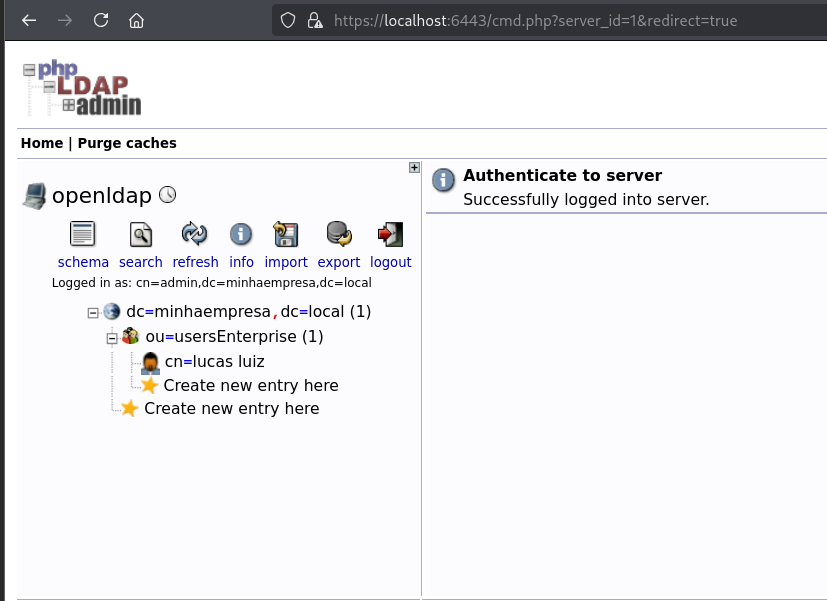 https://localhost:6443/cmd.php?server_id=1&redirect=true
php
LDAP
admin
Home | Purge caches
openldap
schema search refresh info import export logout
Logged in as: cn=admin,dc=minhaempresa,dc=local
dc=minhaempresa,dc=local (1)
ou=usersEnterprise (1)
cn=lucas luiz
Create new entry here
Create new entry here
Authenticate to server
Successfully logged into server.